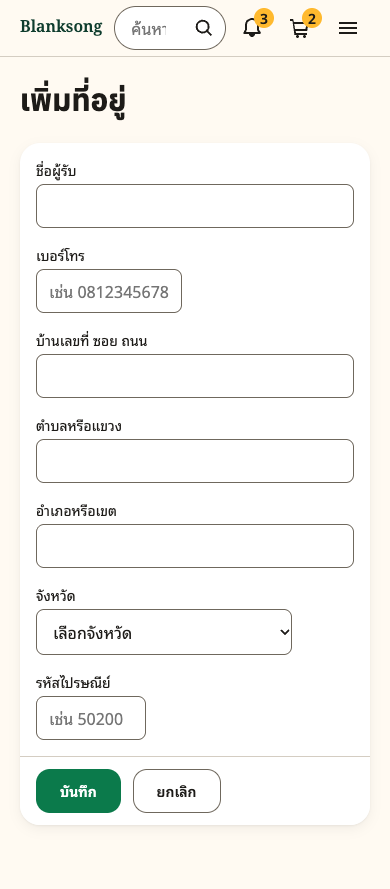 Blanksong
ค้นหา
3
2
เพิ่มที่อยู่
ชื่อผู้รับ
เบอร์โทร
เช่น 0812345678
บ้านเลขที่ ซอย ถนน
ตำบลหรือแขวง
อำเภอหรือเขต
จังหวัด
เลือกจังหวัด
รหัสไปรษณีย์
เช่น 50200
บันทึก
ยกเลิก